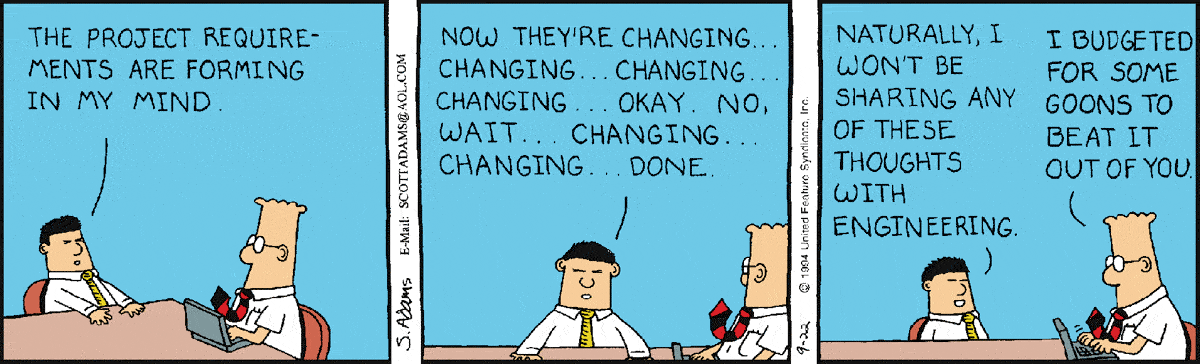 THE PROJECT REQUIRE-
MENTS ARE FORMING
IN MY MIND.
E-Mail: SCOTTADAMS@AOL.COM
S. Adams
NOW THEY'RE CHANGING...
CHANGING... CHANGING...
CHANGING... OKAY. NO,
WAIT... CHANGING...
CHANGING... DONE.
© 1994 United Feature Syndicate, Inc.
9-22
NATURALLY, I
WON'T BE
SHARING ANY
OF THESE
THOUGHTS
WITH
ENGINEERING.
I BUDGETED
FOR SOME
GOONS TO
BEAT IT
OUT OF YOU.